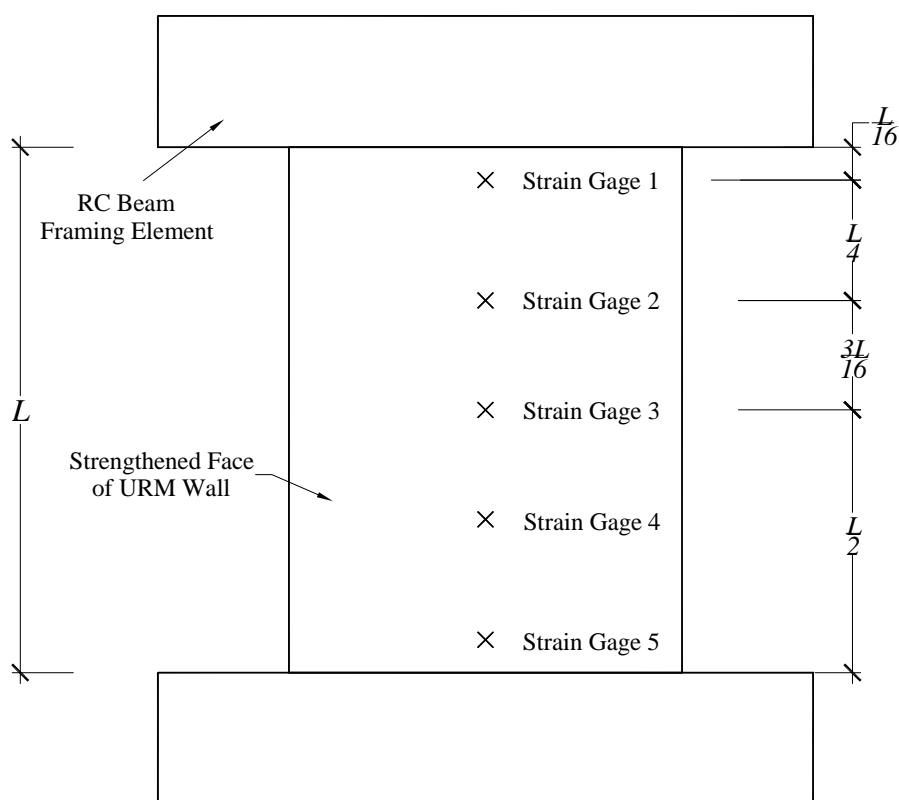 L
16
RC Beam
Framing Element
Strain Gage 1
L
4
Strain Gage 2
3L
16
L
Strain Gage 3
Strengthened Face
of URM Wall
Strain Gage 4
L
2
Strain Gage 5